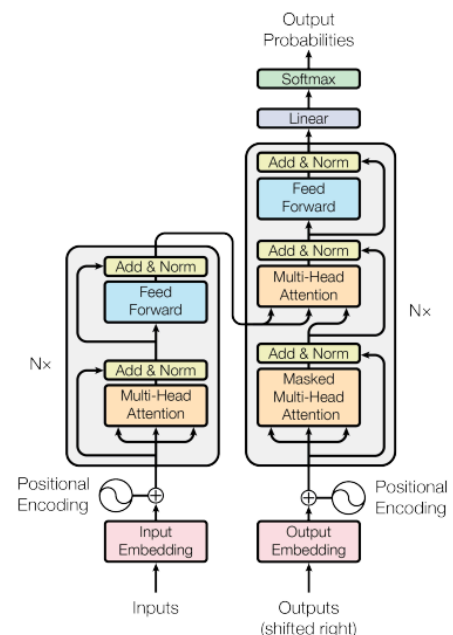 Output
Probabilities
Softmax
Linear
Add & Norm
Feed
Forward
Add & Norm
Multi-Head
Attention
Add & Norm
Masked
Multi-Head
Attention
Nx
Positional
Encoding
Output
Embedding
Outputs
(shifted right)
Add & Norm
Feed
Forward
Add & Norm
Multi-Head
Attention
Nx
Positional
Encoding
Input
Embedding
Inputs